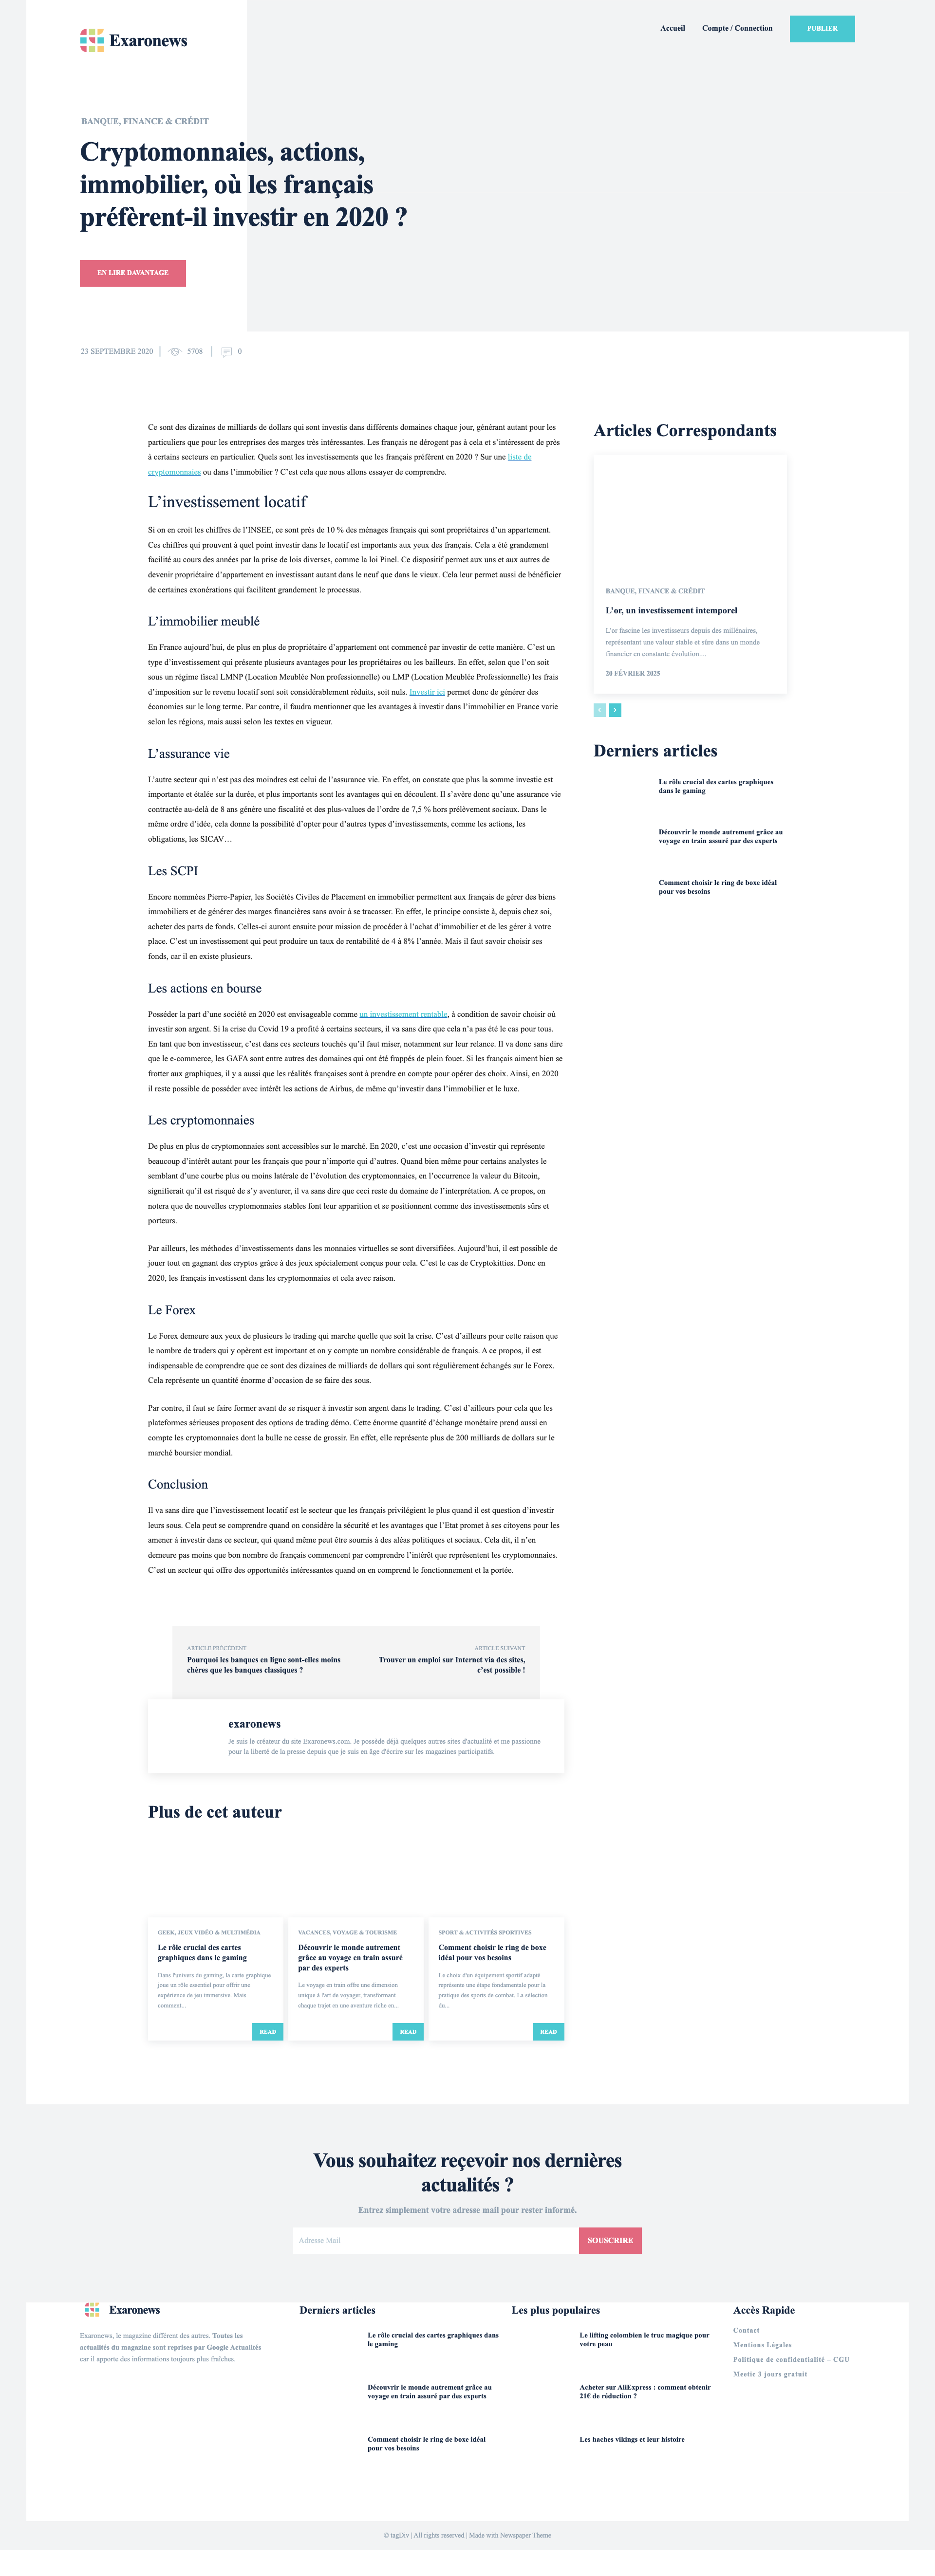 Exaronews
Accueil
Compte / Connection
PUBLIER
BANQUE, FINANCE & CRÉDIT
Cryptomonnaies, actions,
immobilier, où les français
préfèrent-il investir en 2020 ?
EN LIRE DAVANTAGE
23 SEPTEMBRE 2020
5708
0
Ce sont des dizaines de milliards de dollars qui sont investis dans différents domaines chaque jour, générant autant pour les
particuliers que pour les entreprises des marges très intéressantes. Les français ne dérogent pas à cela et s’intéressent de près
à certains secteurs en particulier. Quels sont les investissements que les français préfèrent en 2020 ? Sur une liste de
cryptomonnaies ou dans l’immobilier ? C’est cela que nous allons essayer de comprendre.
L’investissement locatif
Si on en croit les chiffres de l’INSEE, ce sont près de 10 % des ménages français qui sont propriétaires d’un appartement.
Ces chiffres qui prouvent à quel point investir dans le locatif est importants aux yeux des français. Cela a été grandement
facilité au cours des années par la prise de lois diverses, comme la loi Pinel. Ce dispositif permet aux uns et aux autres de
devenir propriétaire d’appartement en investissant autant dans le neuf que dans le vieux. Cela leur permet aussi de bénéficier
de certaines exonérations qui facilitent grandement le processus.
L’immobilier meublé
En France aujourd’hui, de plus en plus de propriétaire d’appartement ont commencé par investir de cette manière. C’est un
type d’investissement qui présente plusieurs avantages pour les propriétaires ou les bailleurs. En effet, selon que l’on soit
sous un régime fiscal LMNP (Location Meublée Non professionnelle) ou LMP (Location Meublée Professionnelle) les frais
d’imposition sur le revenu locatif sont soit considérablement réduits, soit nuls. Investir ici permet donc de générer des
économies sur le long terme. Par contre, il faudra mentionner que les avantages à investir dans l’immobilier en France varie
selon les régions, mais aussi selon les textes en vigueur.
L’assurance vie
L’autre secteur qui n’est pas des moindres est celui de l’assurance vie. En effet, on constate que plus la somme investie est
importante et étalée sur la durée, et plus importants sont les avantages qui en découlent. Il s’avère donc qu’une assurance vie
contractée au-delà de 8 ans génère une fiscalité et des plus-values de l’ordre de 7,5 % hors prélèvement sociaux. Dans le
même ordre d’idée, cela donne la possibilité d’opter pour d’autres types d’investissements, comme les actions, les
obligations, les SICAV…
Les SCPI
Encore nommées Pierre-Papier, les Sociétés Civiles de Placement en immobilier permettent aux français de gérer des biens
immobiliers et de générer des marges financières sans avoir à se tracasser. En effet, le principe consiste à, depuis chez soi,
acheter des parts de fonds. Celles-ci auront ensuite pour mission de procéder à l’achat d’immobilier et de les gérer à votre
place. C’est un investissement qui peut produire un taux de rentabilité de 4 à 8% l’année. Mais il faut savoir choisir ses
fonds, car il en existe plusieurs.
Les actions en bourse
Posséder la part d’une société en 2020 est envisageable comme un investissement rentable, à condition de savoir choisir où
investir son argent. Si la crise du Covid 19 a profité à certains secteurs, il va sans dire que cela n’a pas été le cas pour tous.
En tant que bon investisseur, c’est dans ces secteurs touchés qu’il faut miser, notamment sur leur relance. Il va donc sans dire
que le e-commerce, les GAFA sont entre autres des domaines qui ont été frappés de plein fouet. Si les français aiment bien se
frotter aux graphiques, il y a aussi que les réalités françaises sont à prendre en compte pour opérer des choix. Ainsi, en 2020
il reste possible de posséder avec intérêt les actions de Airbus, de même qu’investir dans l’immobilier et le luxe.
Les cryptomonnaies
De plus en plus de cryptomonnaies sont accessibles sur le marché. En 2020, c’est une occasion d’investir qui représente
beaucoup d’intérêt autant pour les français que pour n’importe qui d’autres. Quand bien même pour certains analystes le
semblant d’une courbe plus ou moins latérale de l’évolution des cryptomonnaies, en l’occurrence la valeur du Bitcoin,
signifierait qu’il est risqué de s’y aventurer, il va sans dire que ceci reste du domaine de l’interprétation. A ce propos, on
notera que de nouvelles cryptomonnaies stables font leur apparition et se positionnent comme des investissements sûrs et
porteurs.
Par ailleurs, les méthodes d’investissements dans les monnaies virtuelles se sont diversifiées. Aujourd’hui, il est possible de
jouer tout en gagnant des cryptos grâce à des jeux spécialement conçus pour cela. C’est le cas de Cryptokitties. Donc en
2020, les français investissent dans les cryptomonnaies et cela avec raison.
Le Forex
Le Forex demeure aux yeux de plusieurs le trading qui marche quelle que soit la crise. C’est d’ailleurs pour cette raison que
le nombre de traders qui y opèrent est important et on y compte un nombre considérable de français. A ce propos, il est
indispensable de comprendre que ce sont des dizaines de milliards de dollars qui sont régulièrement échangés sur le Forex.
Cela représente un quantité énorme d’occasion de se faire des sous.
Par contre, il faut se faire former avant de se risquer à investir son argent dans le trading. C’est d’ailleurs pour cela que les
plateformes sérieuses proposent des options de trading démo. Cette énorme quantité d’échange monétaire prend aussi en
compte les cryptomonnaies dont la bulle ne cesse de grossir. En effet, elle représente plus de 200 milliards de dollars sur le
marché boursier mondial.
Conclusion
Il va sans dire que l’investissement locatif est le secteur que les français privilégient le plus quand il est question d’investir
leurs sous. Cela peut se comprendre quand on considère la sécurité et les avantages que l’Etat promet à ses citoyens pour les
amener à investir dans ce secteur, qui quand même peut être soumis à des aléas politiques et sociaux. Cela dit, il n’en
demeure pas moins que bon nombre de français commencent par comprendre l’intérêt que représentent les cryptomonnaies.
C’est un secteur qui offre des opportunités intéressantes quand on en comprend le fonctionnement et la portée.
Articles Correspondants
BANQUE, FINANCE & CRÉDIT
L’or, un investissement intemporel
L'or fascine les investisseurs depuis des millénaires,
représentant une valeur stable et sûre dans un monde
financier en constante évolution....
20 FÉVRIER 2025
Derniers articles
Le rôle crucial des cartes graphiques
dans le gaming
Découvrir le monde autrement grâce au
voyage en train assuré par des experts
Comment choisir le ring de boxe idéal
pour vos besoins
ARTICLE PRÉCÉDENT
Pourquoi les banques en ligne sont-elles moins
chères que les banques classiques ?
ARTICLE SUIVANT
Trouver un emploi sur Internet via des sites,
c’est possible !
exaronews
Je suis le créateur du site Exaronews.com. Je possède déjà quelques autres sites d'actualité et me passionne
pour la liberté de la presse depuis que je suis en âge d'écrire sur les magazines participatifs.
Plus de cet auteur
GEEK, JEUX VIDÉO & MULTIMÉDIA
Le rôle crucial des cartes
graphiques dans le gaming
Dans l'univers du gaming, la carte graphique
joue un rôle essentiel pour offrir une
expérience de jeu immersive. Mais
comment...
READ
VACANCES, VOYAGE & TOURISME
Découvrir le monde autrement
grâce au voyage en train assuré
par des experts
Le voyage en train offre une dimension
unique à l'art de voyager, transformant
chaque trajet en une aventure riche en...
READ
SPORT & ACTIVITÉS SPORTIVES
Comment choisir le ring de boxe
idéal pour vos besoins
Le choix d'un équipement sportif adapté
représente une étape fondamentale pour la
pratique des sports de combat. La sélection
du...
READ
Vous souhaitez reçevoir nos dernières
actualités ?
Entrez simplement votre adresse mail pour rester informé.
Adresse Mail
SOUSCRIRE
Exaronews
Exaronews, le magazine différent des autres. Toutes les
actualités du magazine sont reprises par Google Actualités
car il apporte des informations toujours plus fraîches.
Derniers articles
Le rôle crucial des cartes graphiques dans
le gaming
Découvrir le monde autrement grâce au
voyage en train assuré par des experts
Comment choisir le ring de boxe idéal
pour vos besoins
Les plus populaires
Le lifting colombien le truc magique pour
votre peau
Acheter sur AliExpress : comment obtenir
21€ de réduction ?
Les haches vikings et leur histoire
Accès Rapide
Contact
Mentions Légales
Politique de confidentialité – CGU
Meetic 3 jours gratuit
© tagDiv | All rights reserved | Made with Newspaper Theme